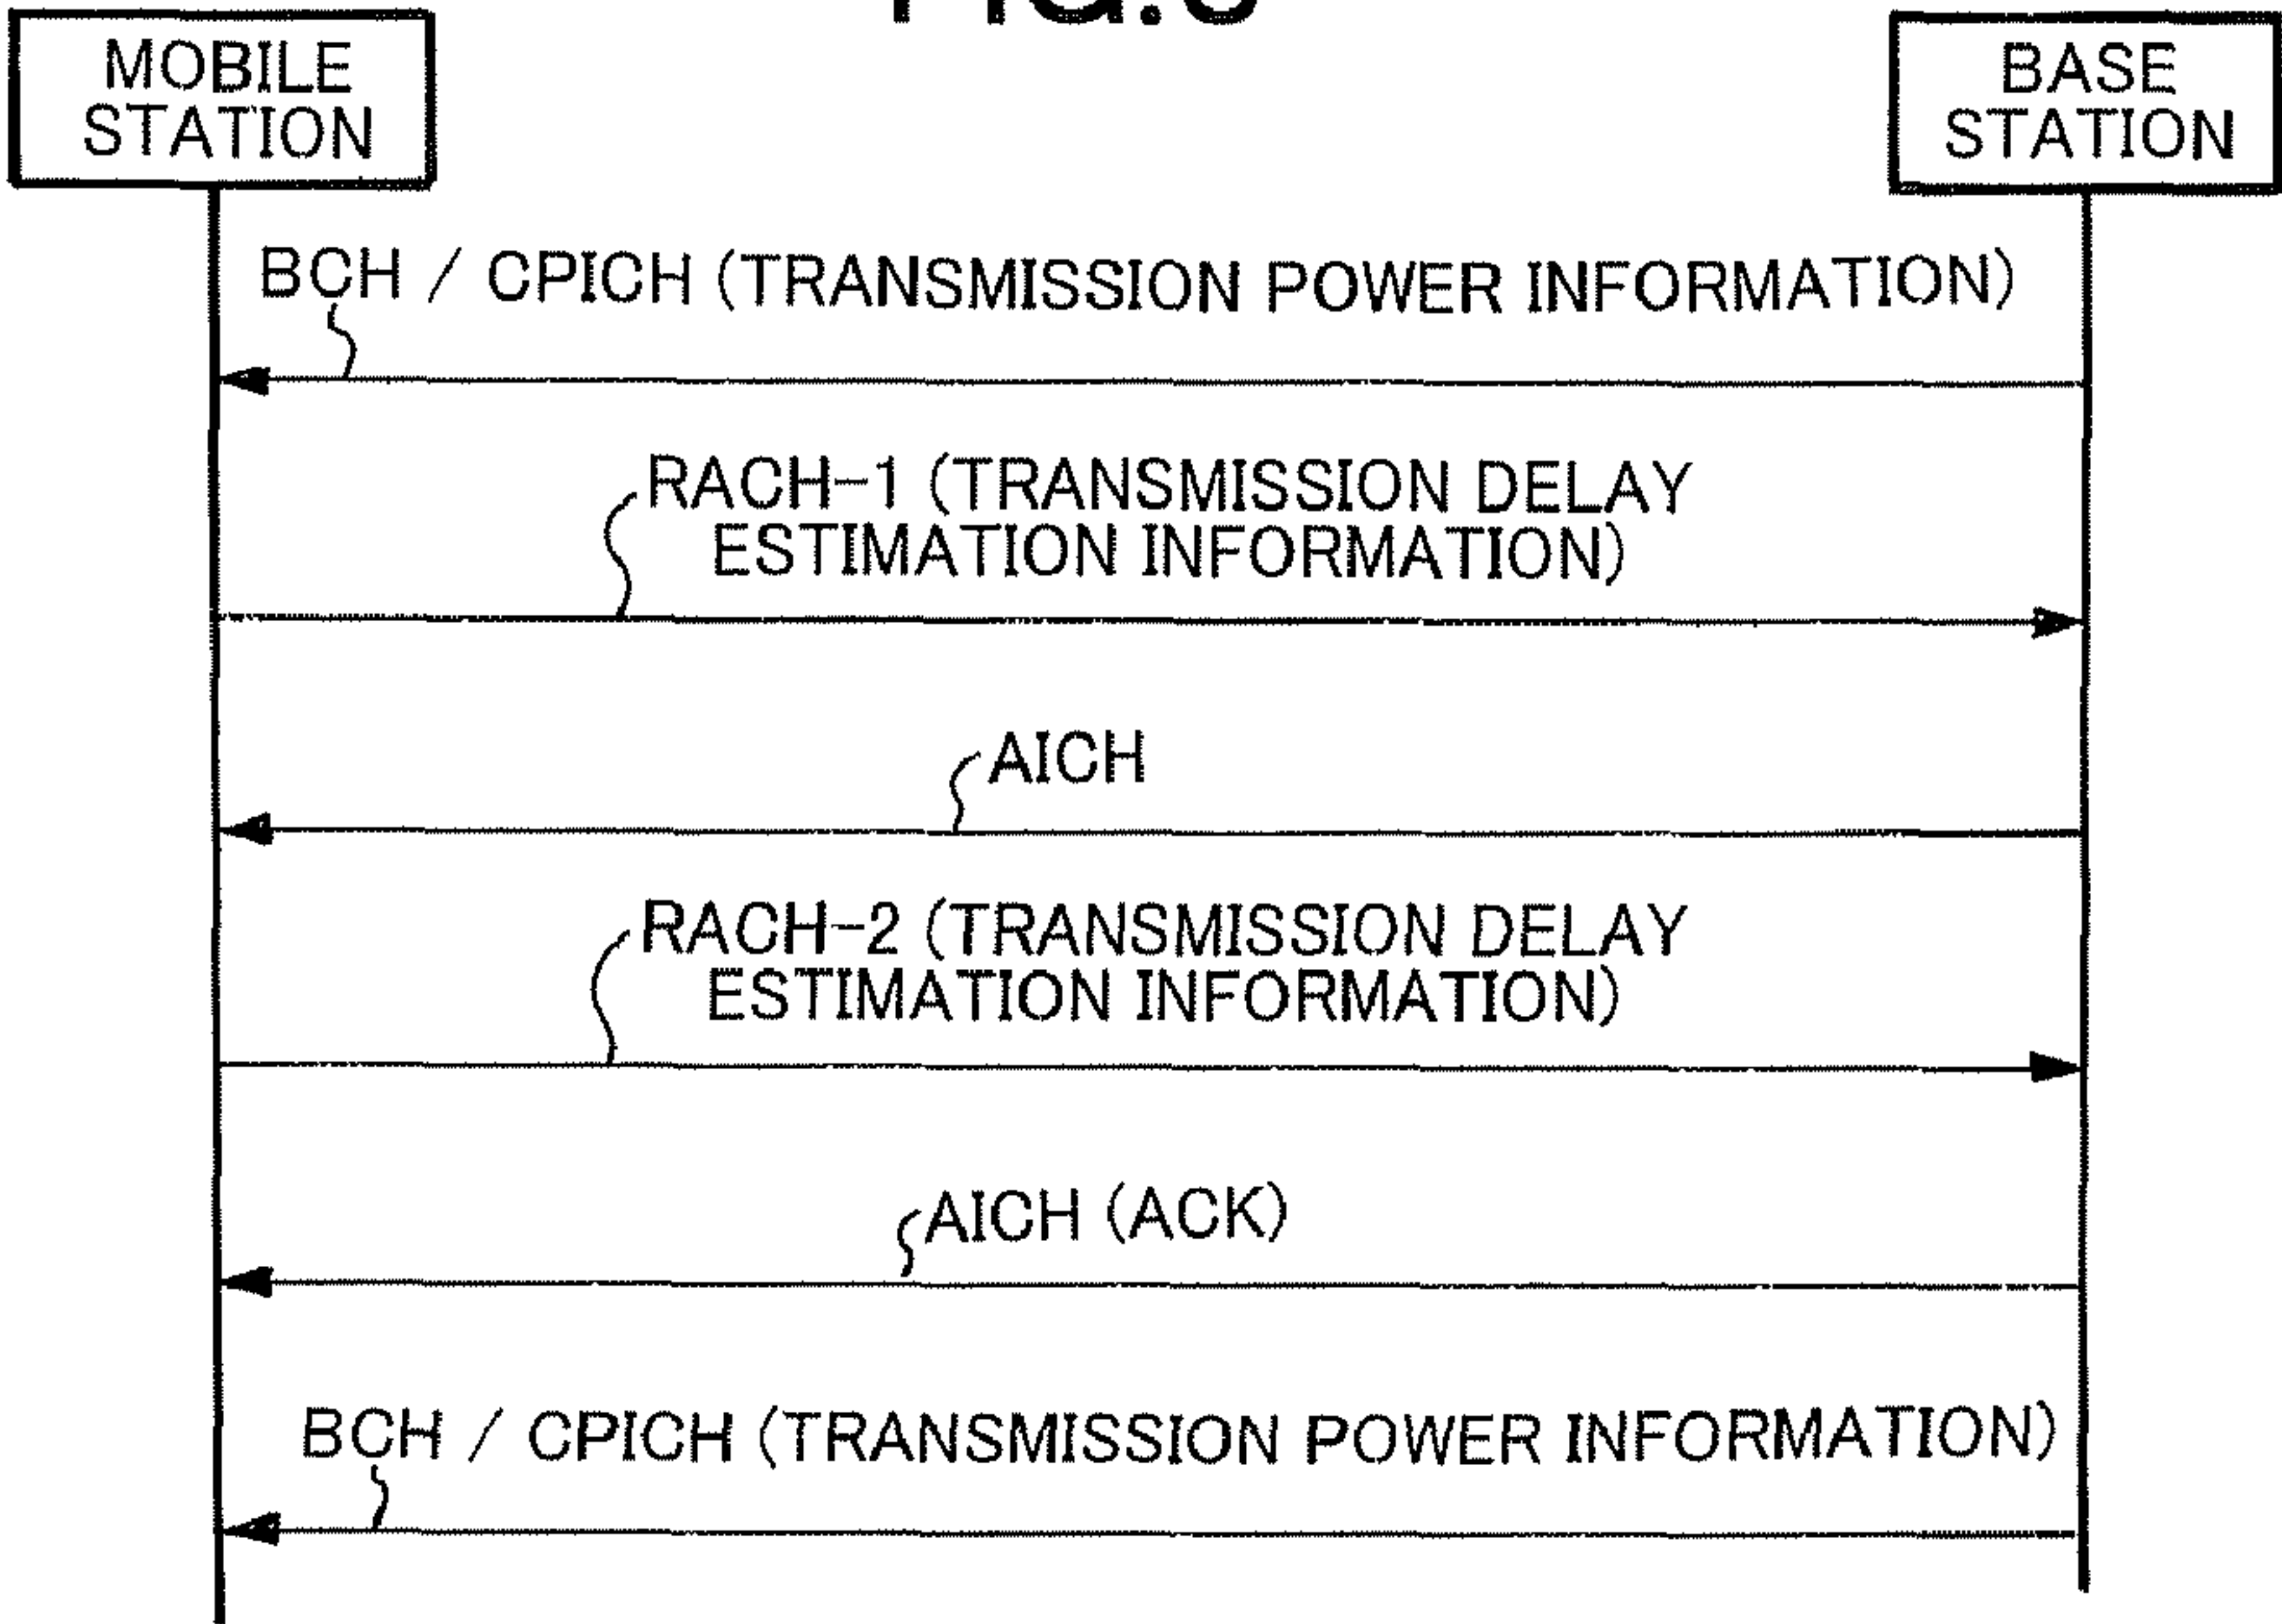 MOBILE
STATION
BASE
STATION
BCH / CPICH (TRANSMISSION POWER INFORMATION)
RACH-1 (TRANSMISSION DELAY
ESTIMATION INFORMATION)
AICH
RACH-2 (TRANSMISSION DELAY
ESTIMATION INFORMATION)
AICH (ACK)
BCH / CPICH (TRANSMISSION POWER INFORMATION)